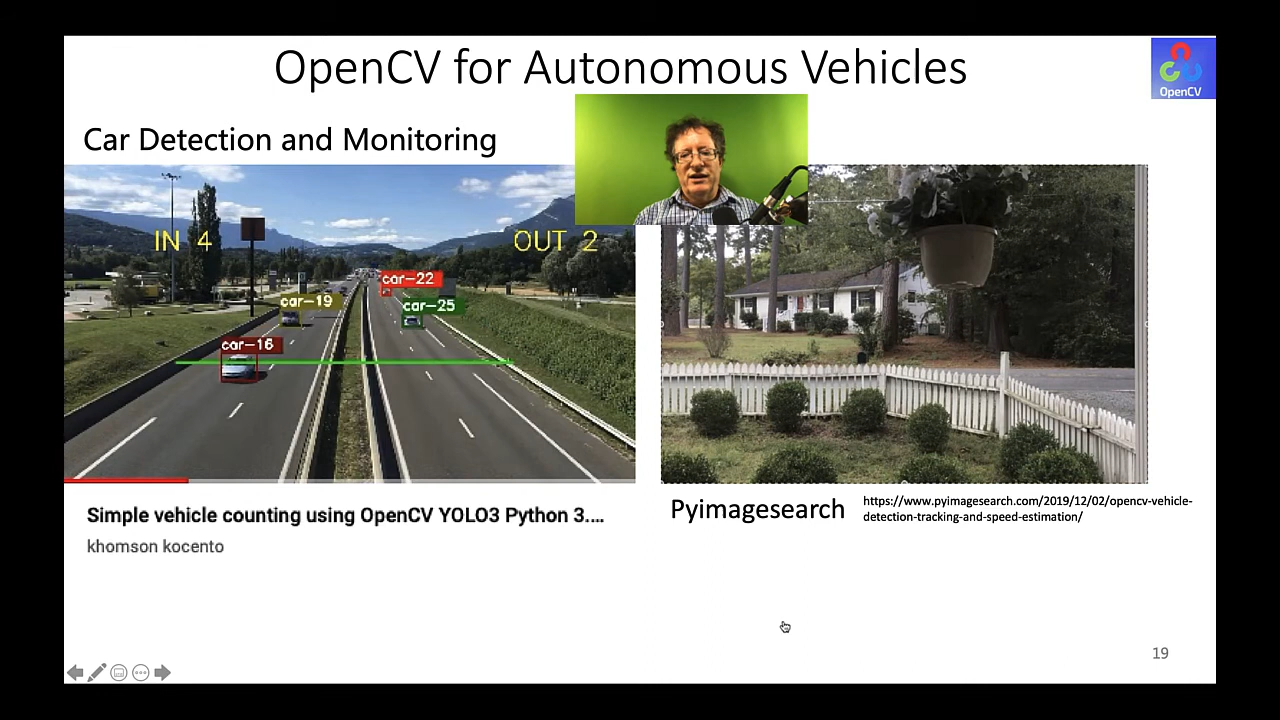 OpenCV for Autonomous Vehicles
OpenCV
Car Detection and Monitoring
IN 4
OUT 2
car-22
car-19
car-25
car-16
Simple vehicle counting using OpenCV YOLO3 Python 3....
khomson kocento
Pyimagesearch
https://www.pyimagesearch.com/2019/12/02/opencv-vehicle-
detection-tracking-and-speed-estimation/
19